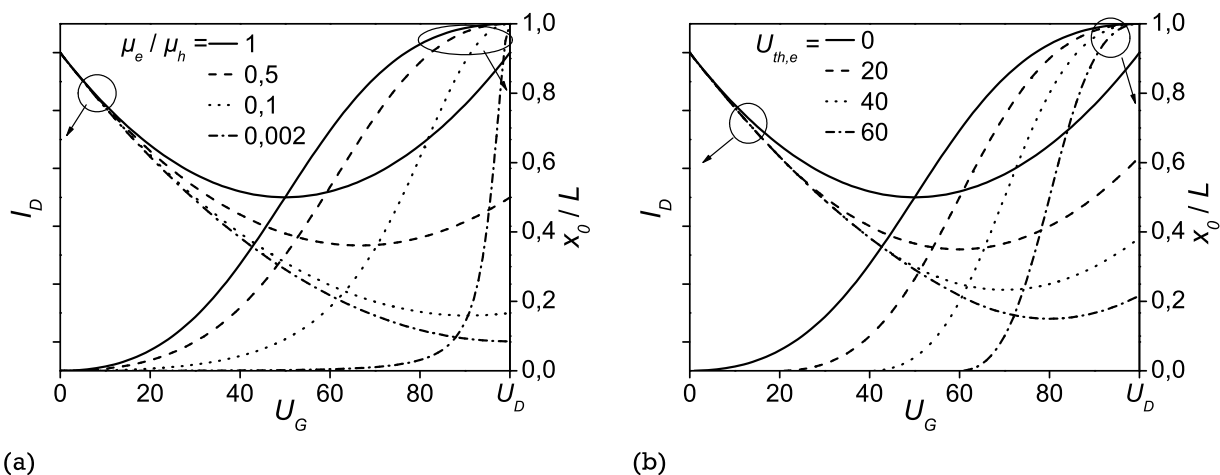 μe / μh = 1
0,5
0,1
0,002
1,0
0,8
0,6
0,4
0,2
0,0
ID
x0 / L
0 20 40 60 80 UD
UG
(a)
Uth,e = 0
20
40
60
1,0
0,8
0,6
0,4
0,2
0,0
ID
x0 / L
0 20 40 60 80 UD
UG
(b)